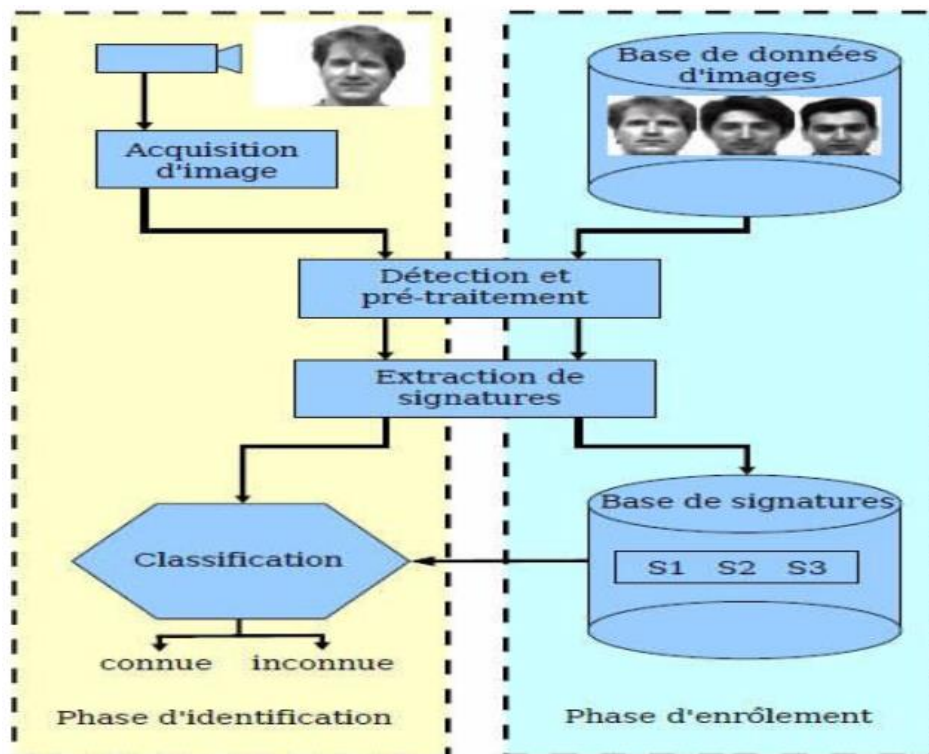 Base de données
d'images
Acquisition
d'image
Détection et
pré-traitement
Extraction de
signatures
Base de signatures
Classification
S1 S2 S3
connue inconnue
Phase d'identification
Phase d'enrôlement